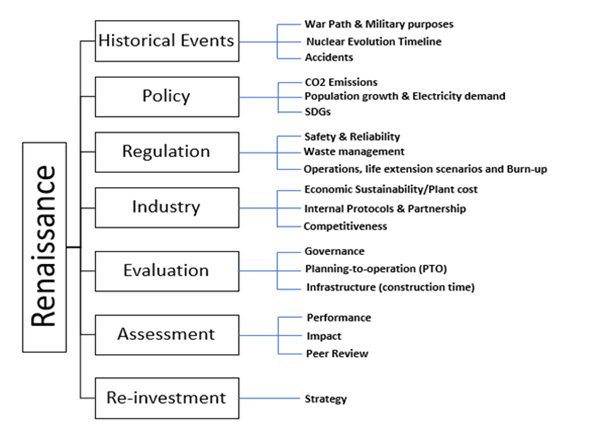 Renaissance
Historical Events
War Path & Military purposes
Nuclear Evolution Timeline
Accidents
Policy
CO2 Emissions
Population growth & Electricity demand
SDGs
Regulation
Safety & Reliability
Waste management
Operations, life extension scenarios and Burn-up
Industry
Economic Sustainability/Plant cost
Internal Protocols & Partnership
Competitiveness
Evaluation
Governance
Planning-to-operation (PTO)
Infrastructure (construction time)
Assessment
Performance
Impact
Peer Review
Re-investment
Strategy